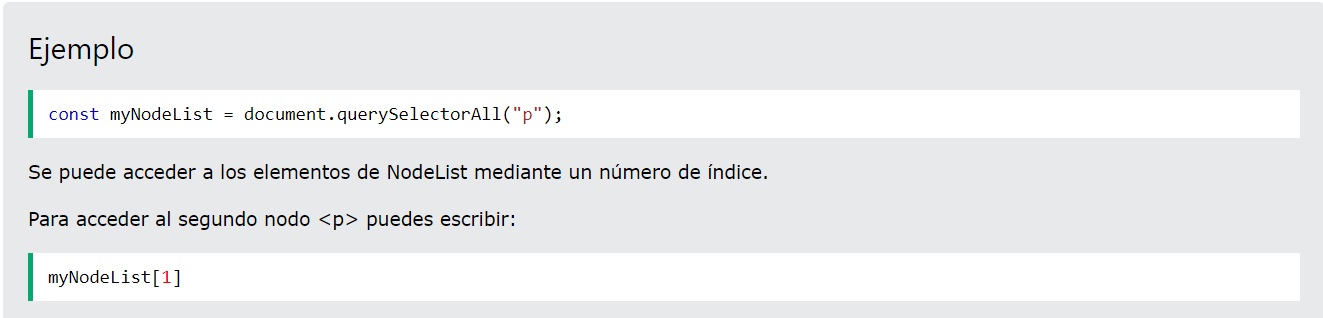 Ejemplo
const myNodeList = document.querySelectorAll("p");
Se puede acceder a los elementos de NodeList mediante un número de índice.
Para acceder al segundo nodo <p> puedes escribir:
myNodeList[1]